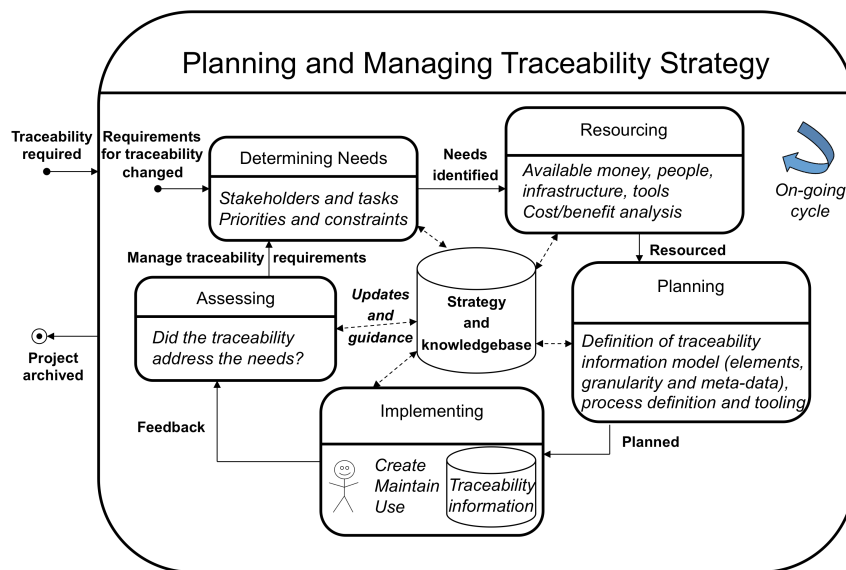 Planning and Managing Traceability Strategy
Traceability
required
Requirements
for traceability
changed
Determining Needs
Stakeholders and tasks
Priorities and constraints
Needs
identified
Resourcing
Available money, people,
infrastructure, tools
Cost/benefit analysis
On-going
cycle
Resourced
Manage traceability requirements
Assessing
Did the traceability
address the needs?
Updates
and
guidance
Strategy
and
knowledgebase
Planning
Definition of traceability
information model (elements,
granularity and meta-data),
process definition and tooling
Project
archived
Feedback
Implementing
Create
Maintain
Use
Traceability
information
Planned